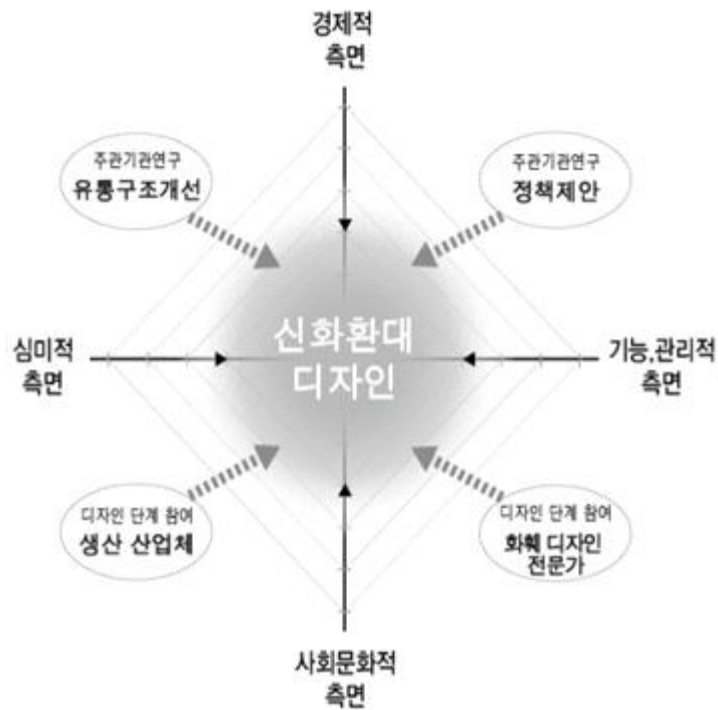 경제적
측면
주관기관연구
유통구조개선
주관기관연구
정책제안
심미적
측면
신화환대
디자인
기능,관리적
측면
디자인 단계 참여
생산 산업체
디자인 단계 참여
화훼 디자인
전문가
사회문화적
측면